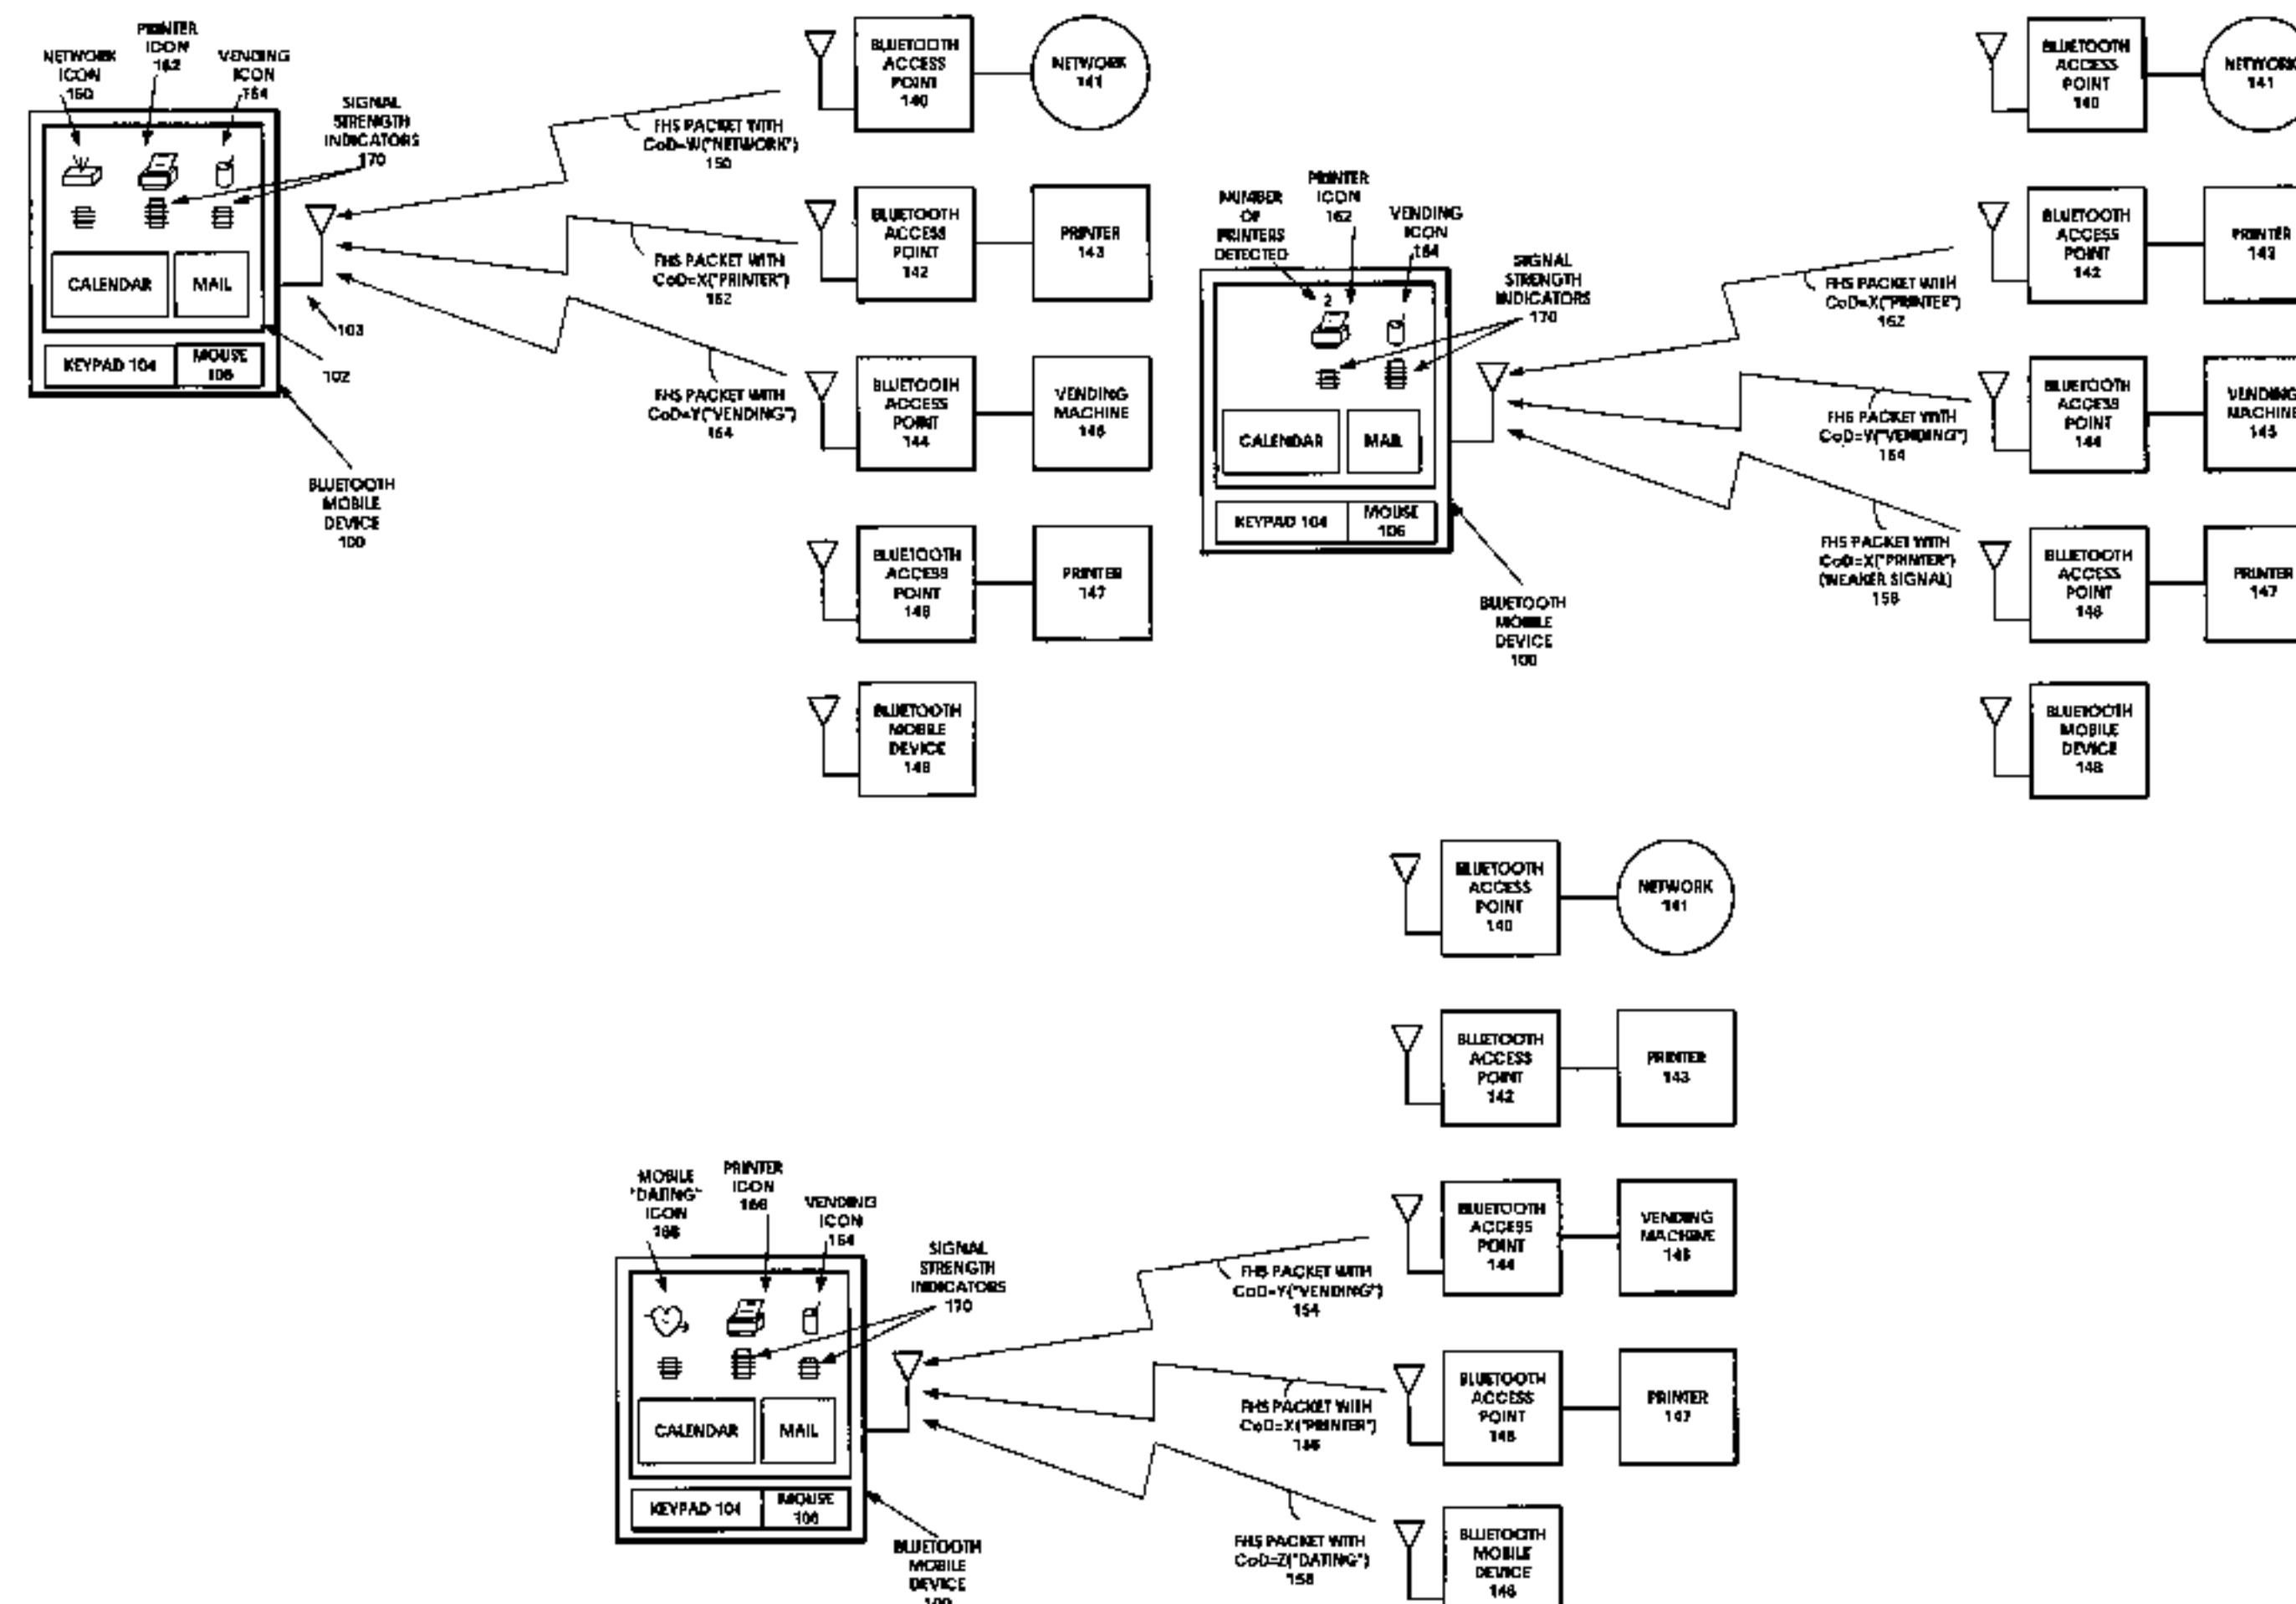 NETWORK
ICON
160
PRINTER
ICON
162
VENDING
ICON
164
SIGNAL
STRENGTH
INDICATORS
170
CALENDAR
MAIL
KEYPAD 104
MOUSE
106
103
102
BLUETOOTH
MOBILE
DEVICE
100
FHS PACKET WITH
CoD=W("NETWORK")
150
FHS PACKET WITH
CoD=X("PRINTER")
FHS PACKET WITH
CoD=Y("VENDING")
BLUETOOTH
ACCESS
POINT
140
NETWORK
141
BLUETOOTH
ACCESS
POINT
142
PRINTER
143
BLUETOOTH
ACCESS
POINT
144
VENDING
MACHINE
BLUETOOTH
ACCESS
POINT
PRINTER
147
BLUETOOTH
MOBILE
DEVICE
148
NUMBER
OF
PRINTERS
DETECTED
PRINTER
ICON
162
VENDING
ICON
164
2
SIGNAL
STRENGTH
INDICATORS
170
CALENDAR
MAIL
KEYPAD 104
MOUSE
106
BLUETOOTH
MOBILE
DEVICE
100
FHS PACKET WITH
CoD=X("PRINTER")
FHS PACKET WITH
CoD=Y("VENDING")
FHS PACKET WITH
CoD=X("PRINTER")
(WEAKER SIGNAL)
BLUETOOTH
ACCESS
POINT
140
NETWORK
141
BLUETOOTH
ACCESS
POINT
142
PRINTER
143
BLUETOOTH
ACCESS
POINT
144
VENDING
MACHINE
145
BLUETOOTH
ACCESS
POINT
146
PRINTER
147
BLUETOOTH
MOBILE
DEVICE
148
MOBILE
"DATING"
ICON
168
PRINTER
ICON
166
VENDING
ICON
164
SIGNAL
STRENGTH
INDICATORS
170
CALENDAR
MAIL
KEYPAD 104
MOUSE
106
BLUETOOTH
MOBILE
DEVICE
100
FHS PACKET WITH
CoD=Y("VENDING")
154
FHS PACKET WITH
CoD=X("PRINTER")
FHS PACKET WITH
CoD=Z("DATING")
158
BLUETOOTH
ACCESS
POINT
140
NETWORK
141
BLUETOOTH
ACCESS
POINT
142
PRINTER
143
BLUETOOTH
ACCESS
POINT
144
VENDING
MACHINE
BLUETOOTH
ACCESS
POINT
PRINTER
147
BLUETOOTH
MOBILE
DEVICE